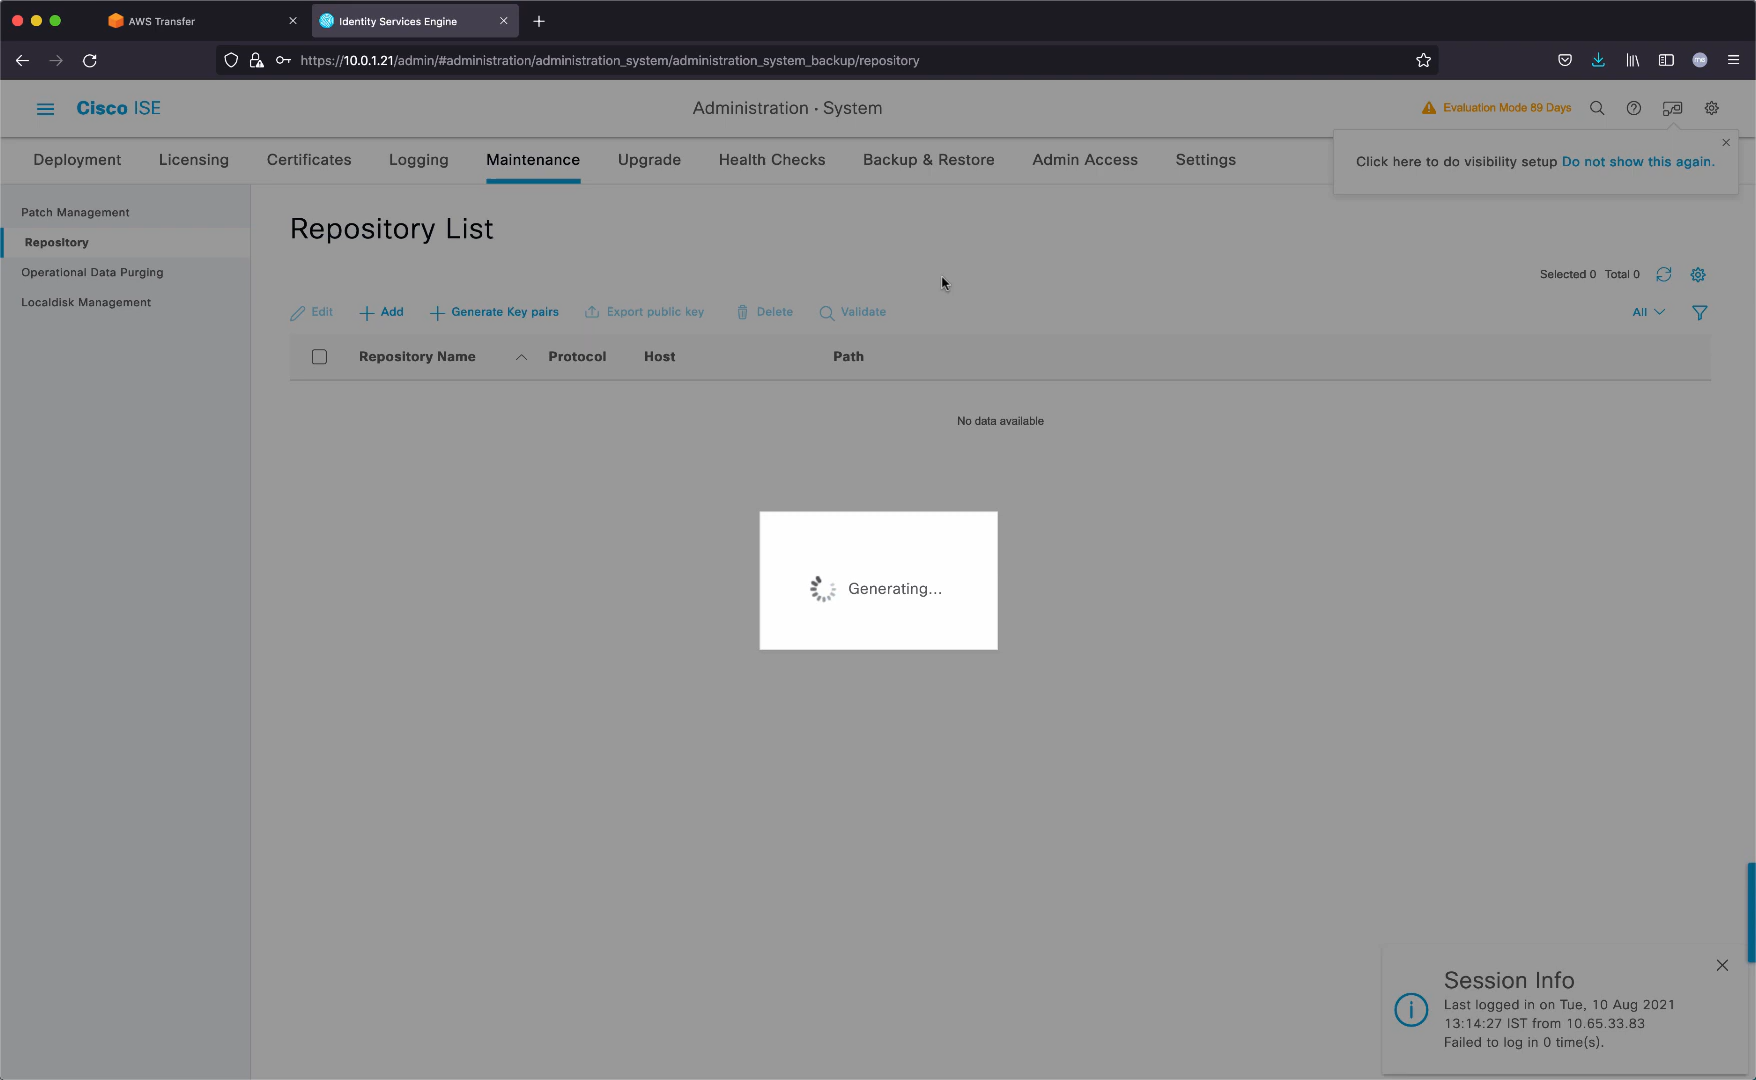 AWS Transfer
Identity Services Engine
https://10.0.1.21/admin/#administration/administration_system/administration_system_backup/repository
Cisco ISE
Administration · System
Evaluation Mode 89 Days
Deployment
Licensing
Certificates
Logging
Maintenance
Upgrade
Health Checks
Backup & Restore
Admin Access
Settings
Click here to do visibility setup Do not show this again.
Patch Management
Repository
Operational Data Purging
Localdisk Management
Repository List
Selected 0 Total 0
Edit
Add
Generate Key pairs
Export public key
Delete
Validate
All
Repository Name
Protocol
Host
Path
No data available
Generating...
Session Info
Last logged in on Tue, 10 Aug 2021
13:14:27 IST from 10.65.33.83
Failed to log in 0 time(s).